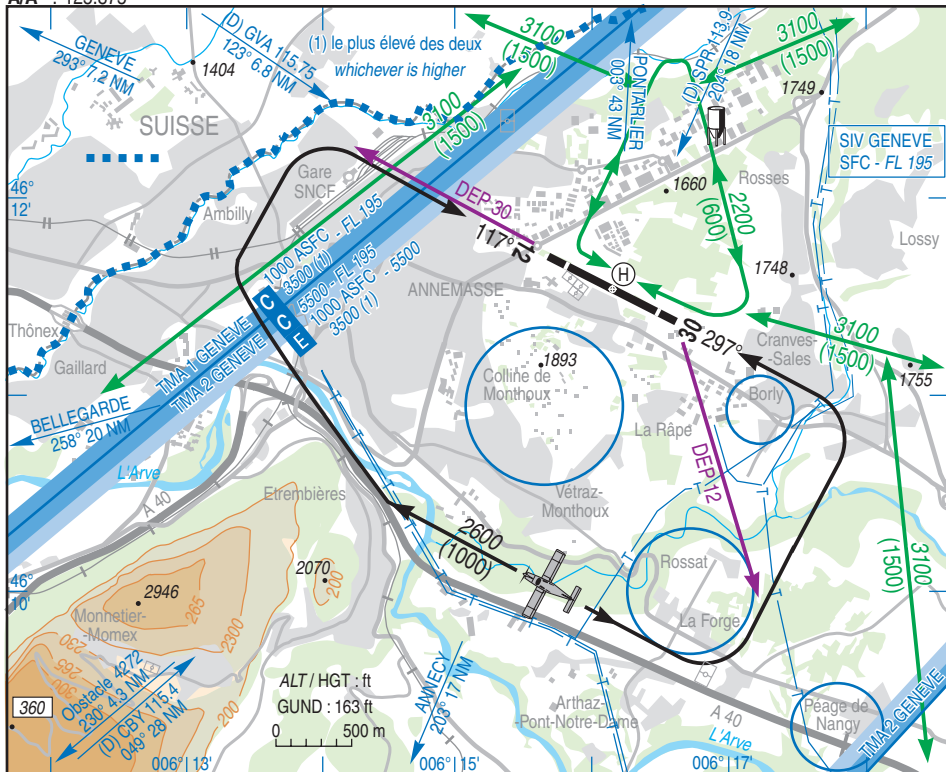 A/A : 129.875
GENEVE
293° 7.2 NM
1404
(D) GVA 115.75
123° 6.8 NM
(1) le plus élevé des deux
whichever is higher
3100
(1500)
PONTARLIER
003° 43 NM
(D) SPR 113.9
204° 18 NM
3100
(1500)
1749
SUISSE
3100
(1500)
SIV GENEVE
SFC - FL 195
46°
12'
Gare
SNCF
Ambilly
DEP 30
1660
Rosses
2200
(600)
Lossy
117°
12
H
1748
1000 ASFC - FL 195
3500 (1)
5500 - FL 195
1000 ASFC - 5500
3500 (1)
C
C
E
ANNEMASSE
Thônex
Gaillard
TMA 1 GENEVE
TMA 2 GENEVE
30
297°
3100
(1500)
Cranves-
-Sales
1755
1893
Colline de
Monthoux
Borly
BELLEGARDE
258° 20 NM
La Râpe
L'Arve
A 40
DEP 12
Etrembières
Vétraz-
Monthoux
2600
(1000)
3100
(1500)
Rossat
46°
10'
2946
2070
200
265
2300
Monnetier-
-Mornex
La Forge
230
265
300
200
Obstacle 4272
230° 4.3 NM
(D) CBY 115.4
049° 28 NM
360
ALT / HGT : ft
GUND : 163 ft
0 500 m
ANNECY
203° 17 NM
Arthaz-
-Pont-Notre-Dame
A 40
Péage de
Nangy
TMA 2 GENEVE
L'Arve
006° 13'
006° 15'
006° 17'